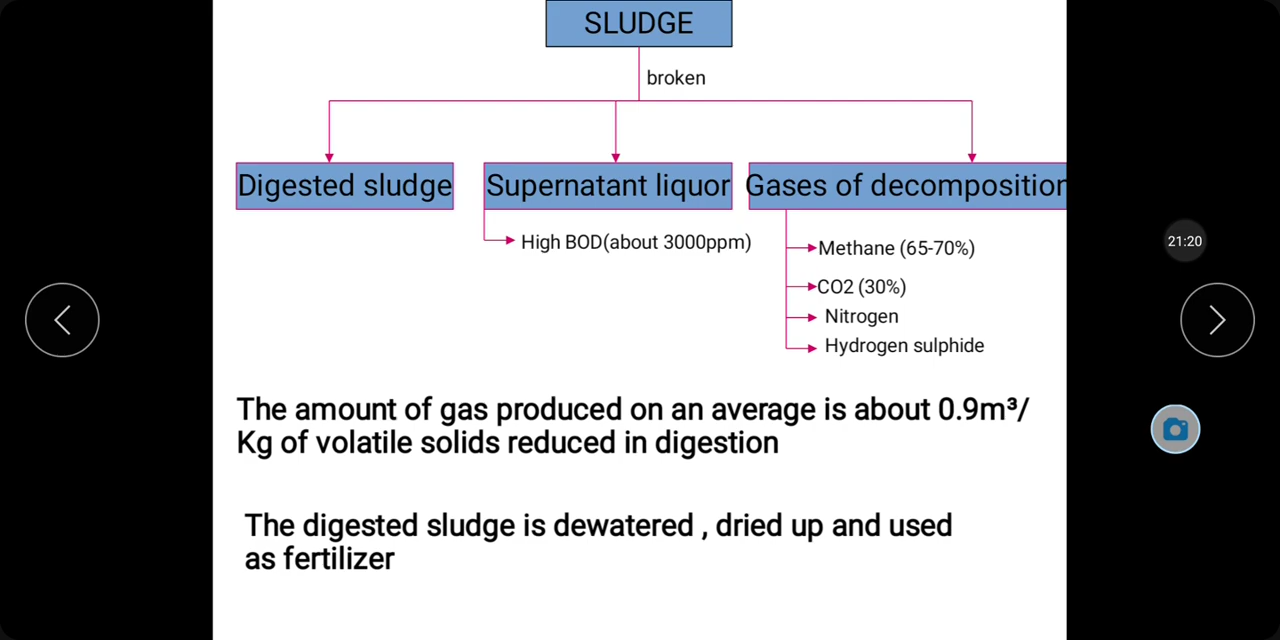 SLUDGE
broken
Digested sludge
Supernatant liquor
Gases of decomposition
High BOD(about 3000ppm)
Methane (65-70%)
CO2 (30%)
Nitrogen
Hydrogen sulphide
21:20
The amount of gas produced on an average is about 0.9m³/
Kg of volatile solids reduced in digestion
The digested sludge is dewatered , dried up and used
as fertilizer